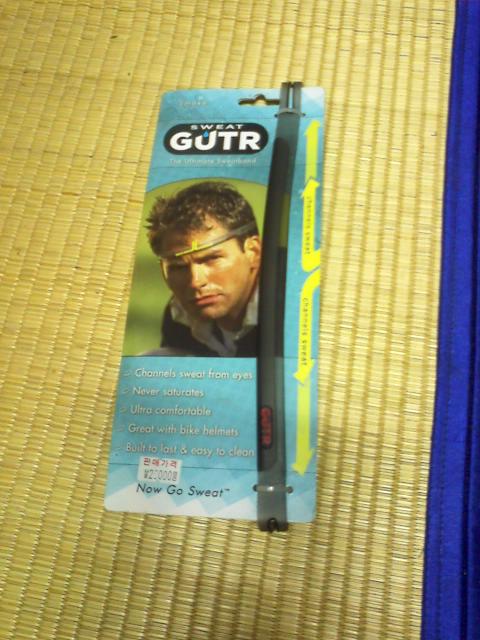 Smoke
SWEAT
GUTR
The Ultimate Sweatband
channels sweat
channels sweat
Channels sweat from eyes
Never saturates
Ultra comfortable
Great with bike helmets
Built to last & easy to clean
GUTR
판매가격
Now Go Sweat™